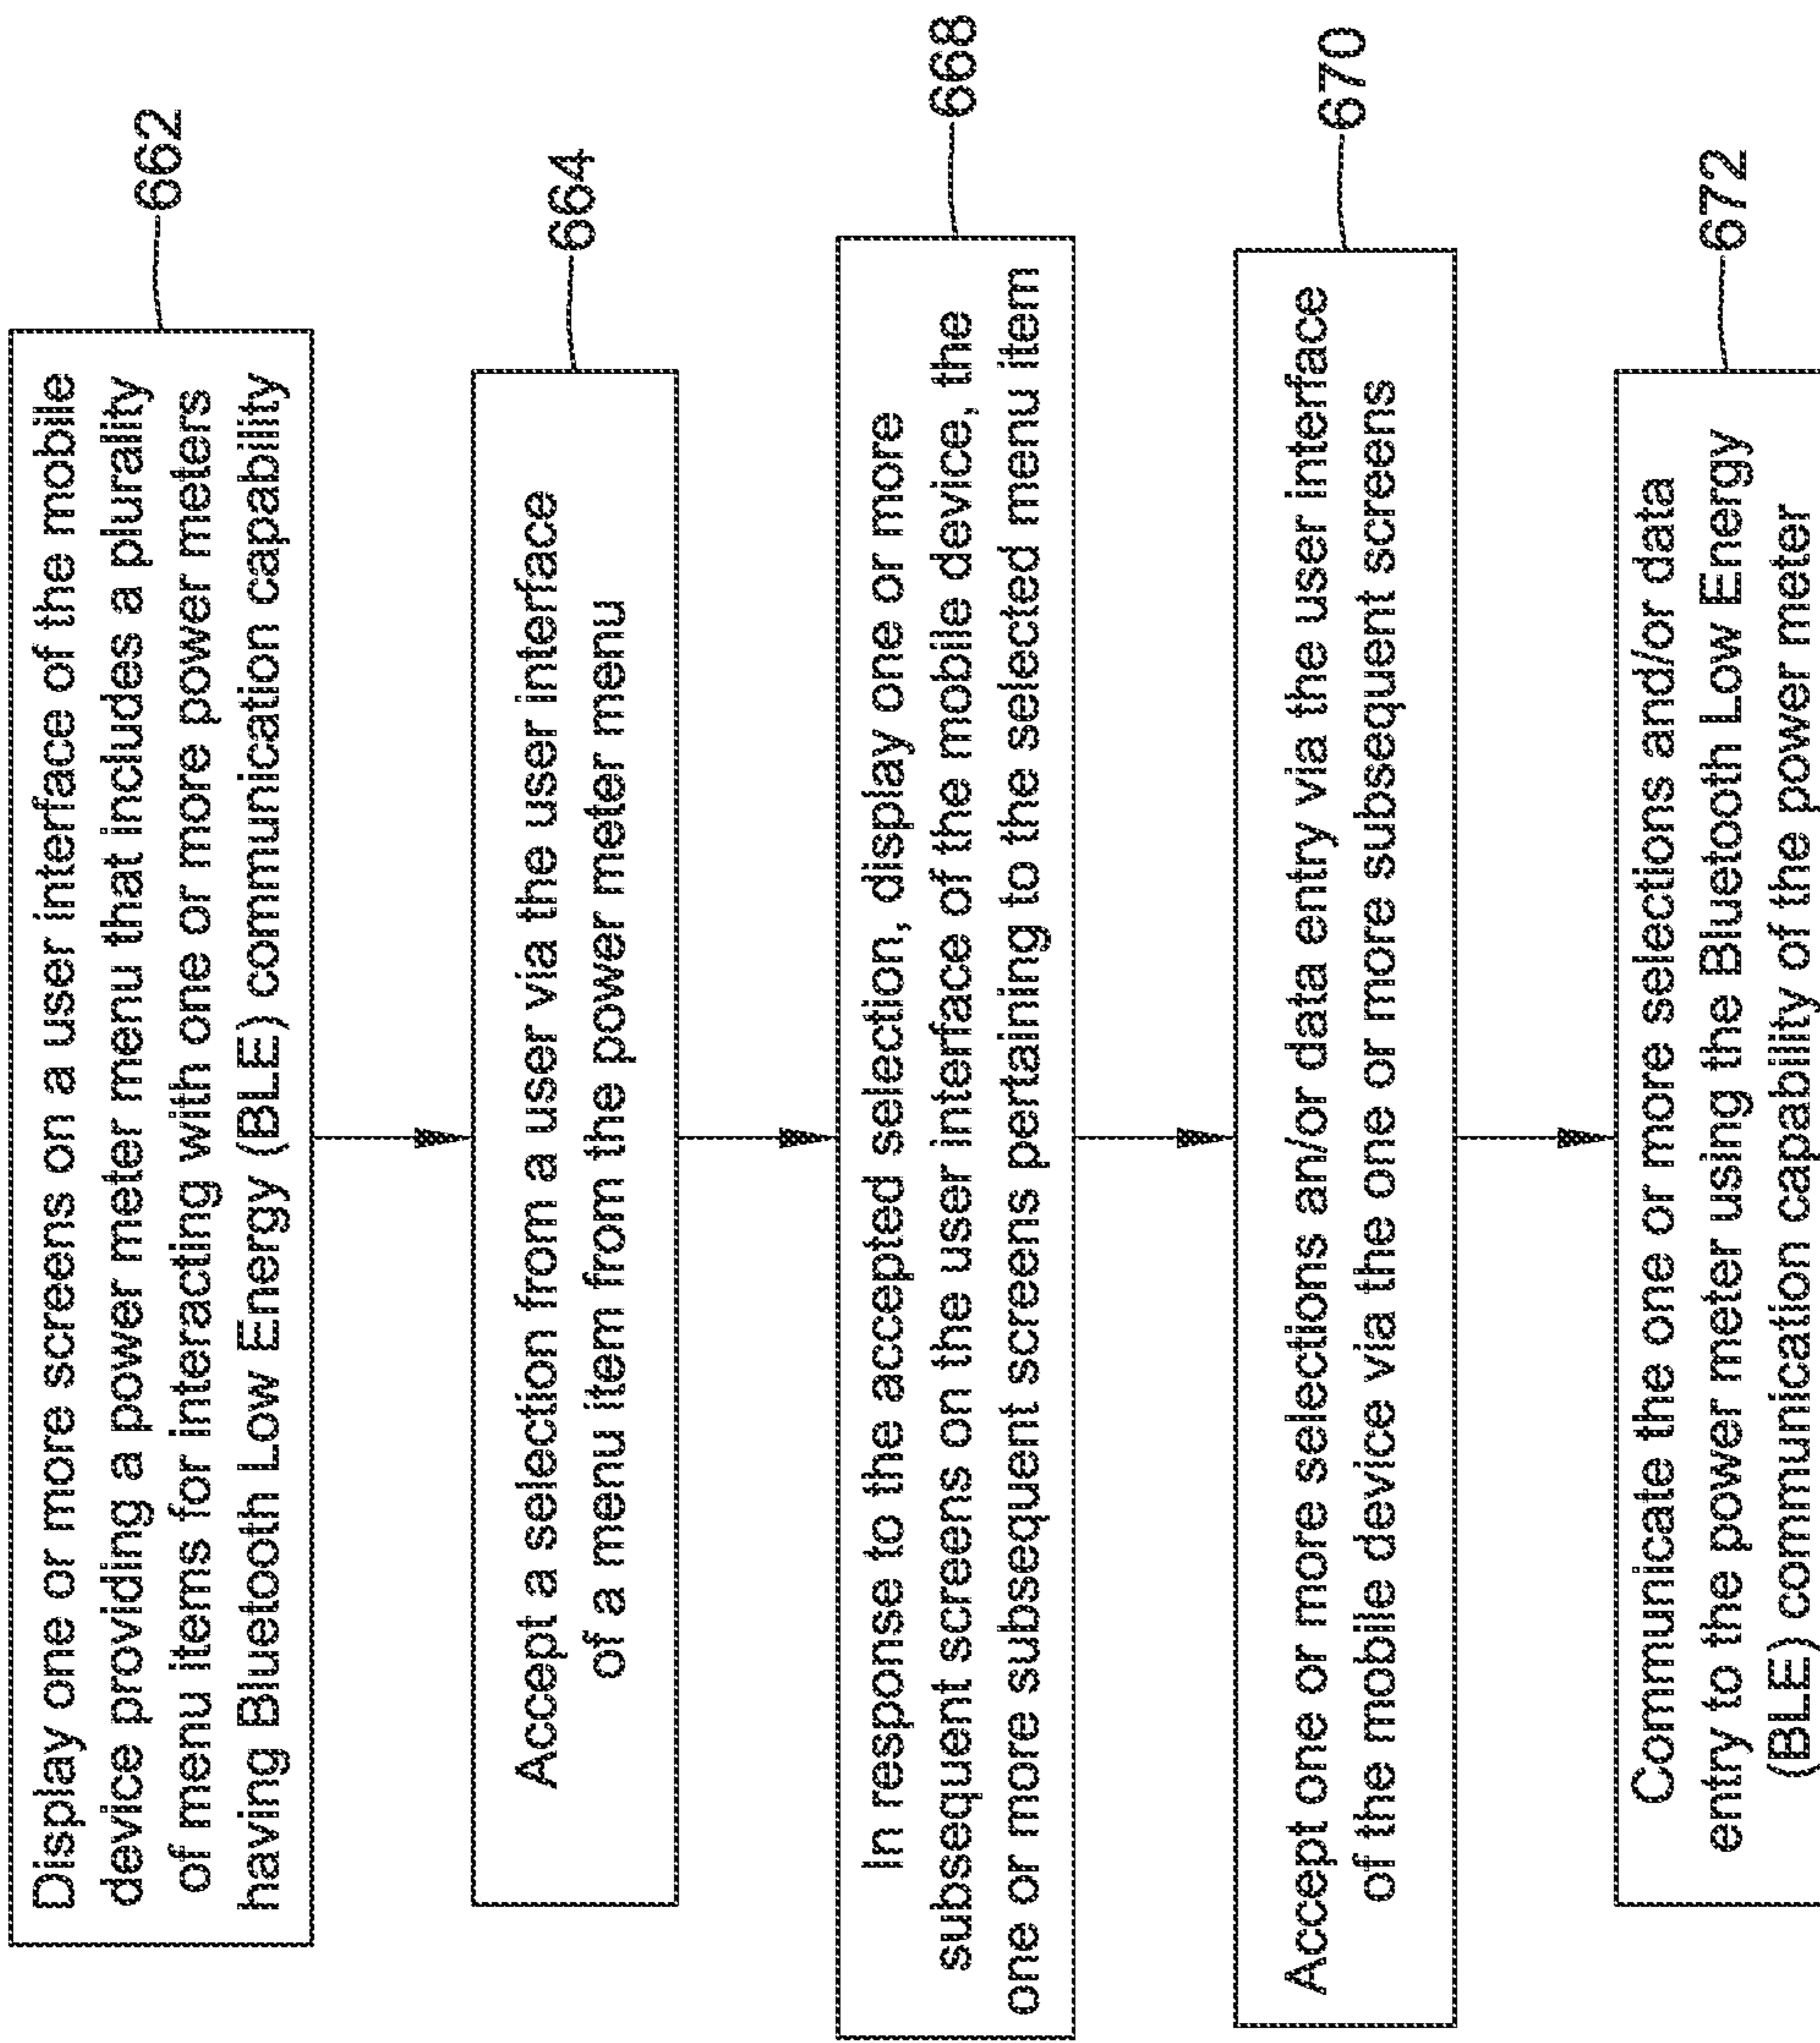 Display one or more screens on a user interface of the mobile
device providing a power meter menu that includes a plurality
of menu items for interacting with one or more power meters
having Bluetooth Low Energy (BLE) communication capability
662
Accept a selection from a user via the user interface
of a menu item from the power meter menu
664
In response to the accepted selection, display one or more
subsequent screens on the user interface of the mobile device, the
one or more subsequent screens pertaining to the selected menu item
668
Accept one or more selections an/or data entry via the user interface
of the mobile device via the one or more subsequent screens
670
Communicate the one or more selections and/or data
entry to the power meter using the Bluetooth Low Energy
(BLE) communication capability of the power meter
672